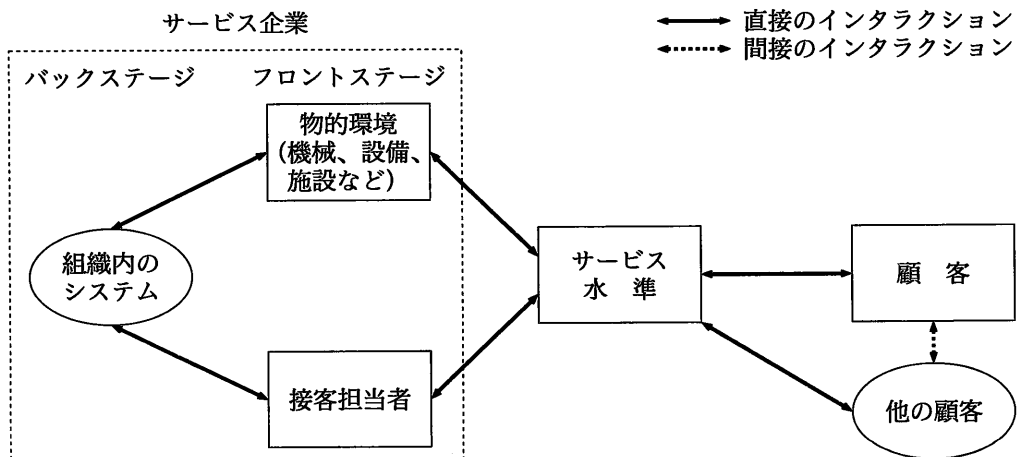 サービス企業
直接のインタラクション
間接のインタラクション
バックステージ
フロントステージ
物的環境
（機械、設備、
施設など）
組織内の
システム
サービス
水　準
顧　客
接客担当者
他の顧客